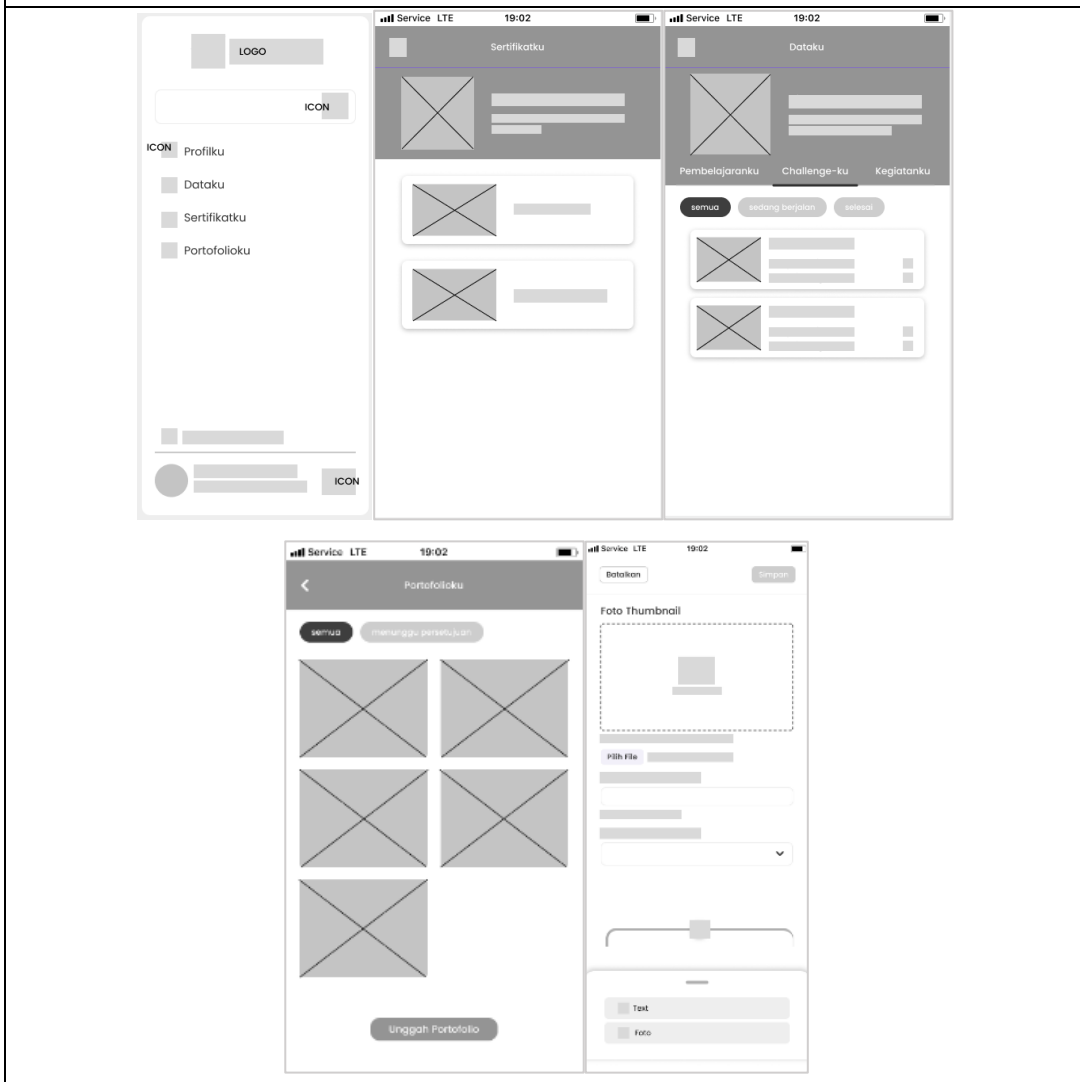 LOGO
ICON
ICON
Profilku
Dataku
Sertifikatku
Portofolioku
ICON
Service LTE 19:02
Sertifikatku
Service LTE 19:02
Dataku
Pembelajaranku Challenge-ku Kegiatanku
semua sedang berjalan selesai
Service LTE 19:02
Portofolioku
semua menunggu persetujuan
Unggah Portofolio
Service LTE 19:02
Batalkan Simpan
Foto Thumbnail
Pilih File
Text
Foto